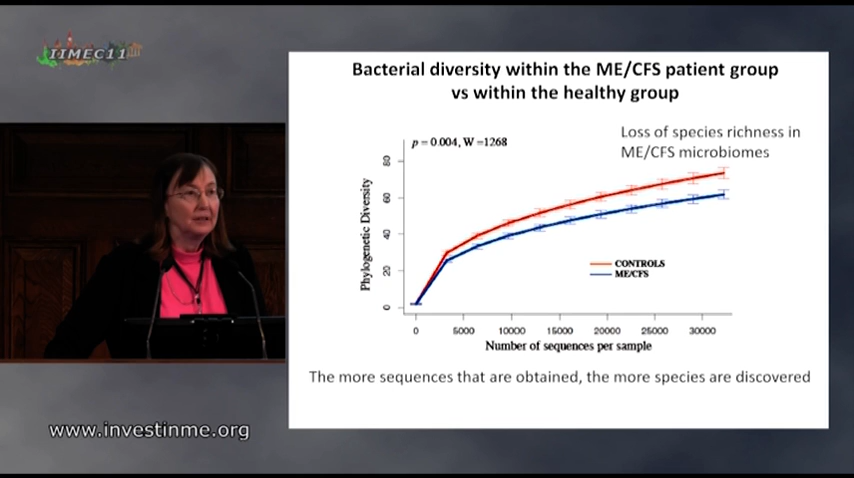 IIMEC11
Bacterial diversity within the ME/CFS patient group
vs within the healthy group
p = 0.004, W =1268
Loss of species richness in
ME/CFS microbiomes
Phylogenetic Diversity
80
60
40
20
0
CONTROLS
ME/CFS
0 5000 10000 15000 20000 25000 30000
Number of sequences per sample
The more sequences that are obtained, the more species are discovered
www.investinme.org